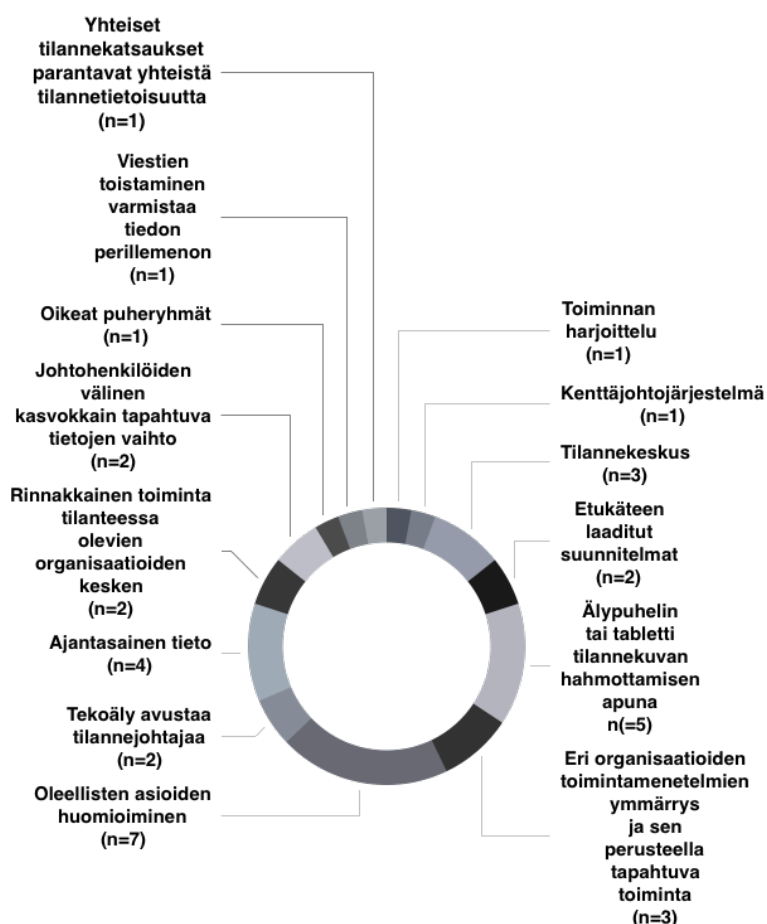 Yhteiset
tilannekatsaukset
parantavat yhteistä
tilannetietoisuutta
(n=1)
Viestien
toistaminen
varmistaa
tiedon
perillemenon
(n=1)
Oikeat puheryhmät
(n=1)
Johtohenkilöiden
välinen
kasvokkain tapahtuva
tietojen vaihto
(n=2)
Rinnakkainen toiminta
tilanteessa
olevien
organisaatioiden
kesken
(n=2)
Ajantasainen tieto
(n=4)
Tekoäly avustaa
tilannejohtajaa
(n=2)
Oleellisten asioiden
huomioiminen
(n=7)
Toiminnan
harjoittelu
(n=1)
Kenttäjohtojärjestelmä
(n=1)
Tilannekeskus
(n=3)
Etukäteen
laaditut
suunnitelmat
(n=2)
Älypuhelin
tai tabletti
tilannekuvan
hahmottamisen
apuna
n(=5)
Eri organisaatioiden
toimintamenetelmien
ymmärrys
ja sen
perusteella
tapahtuva
toiminta
(n=3)